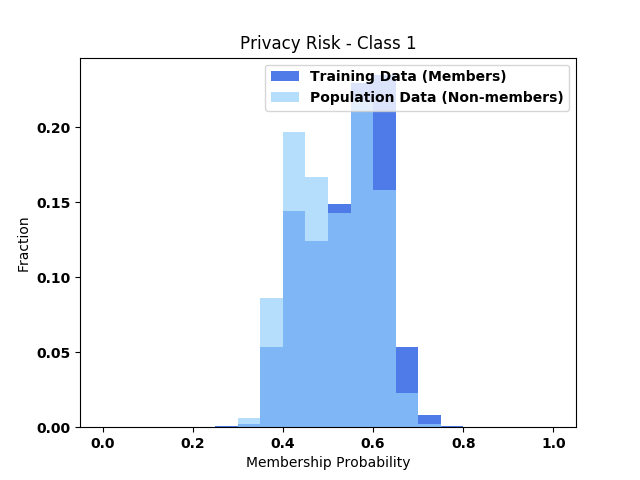 Privacy Risk - Class 1
Training Data (Members)
Population Data (Non-members)
0.20
0.15
0.10
0.05
0.00
Fraction
0.0 0.2 0.4 0.6 0.8 1.0
Membership Probability